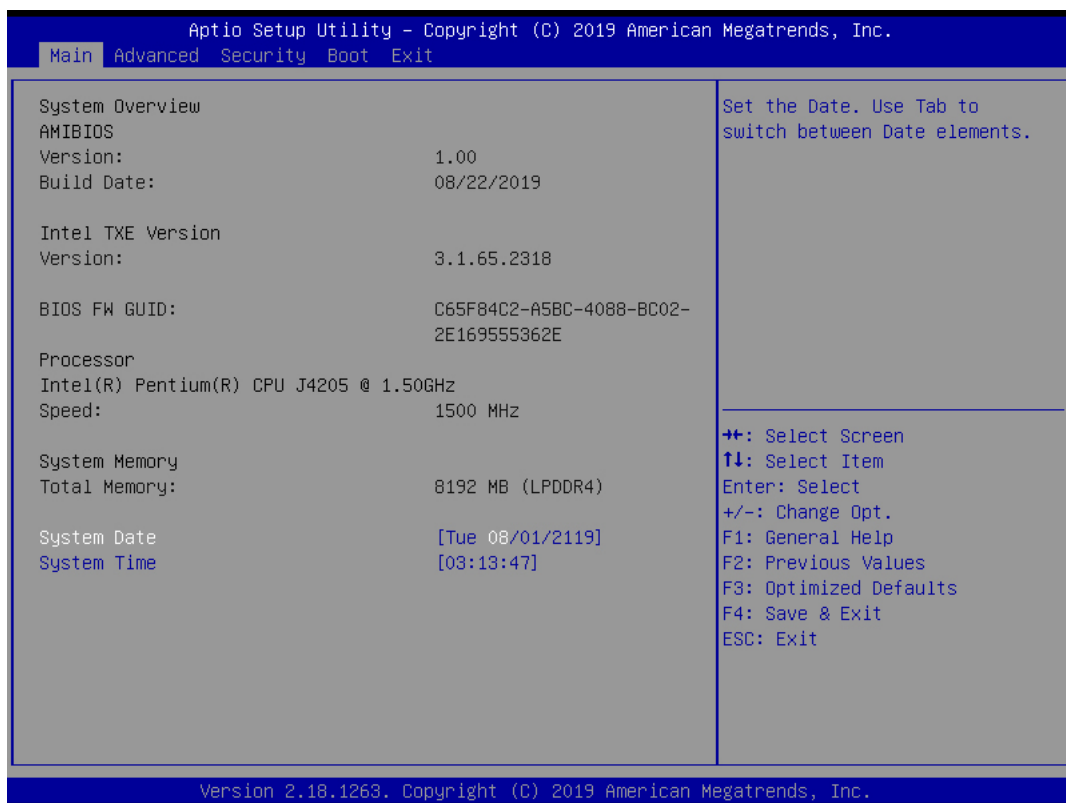 Aptio Setup Utility – Copyright (C) 2019 American Megatrends, Inc.
Main Advanced Security Boot Exit
System Overview
AMIBIOS
Version: 1.00
Build Date: 08/22/2019
Intel TXE Version
Version: 3.1.65.2318
BIOS FW GUID: C65F84C2-A5BC-4088-BC02-
2E169555362E
Processor
Intel(R) Pentium(R) CPU J4205 @ 1.50GHz
Speed: 1500 MHz
System Memory
Total Memory: 8192 MB (LPDDR4)
System Date [Tue 08/01/2119]
System Time [03:13:47]
Set the Date. Use Tab to
switch between Date elements.
→←: Select Screen
↑↓: Select Item
Enter: Select
+/-: Change Opt.
F1: General Help
F2: Previous Values
F3: Optimized Defaults
F4: Save & Exit
ESC: Exit
Version 2.18.1263. Copyright (C) 2019 American Megatrends, Inc.